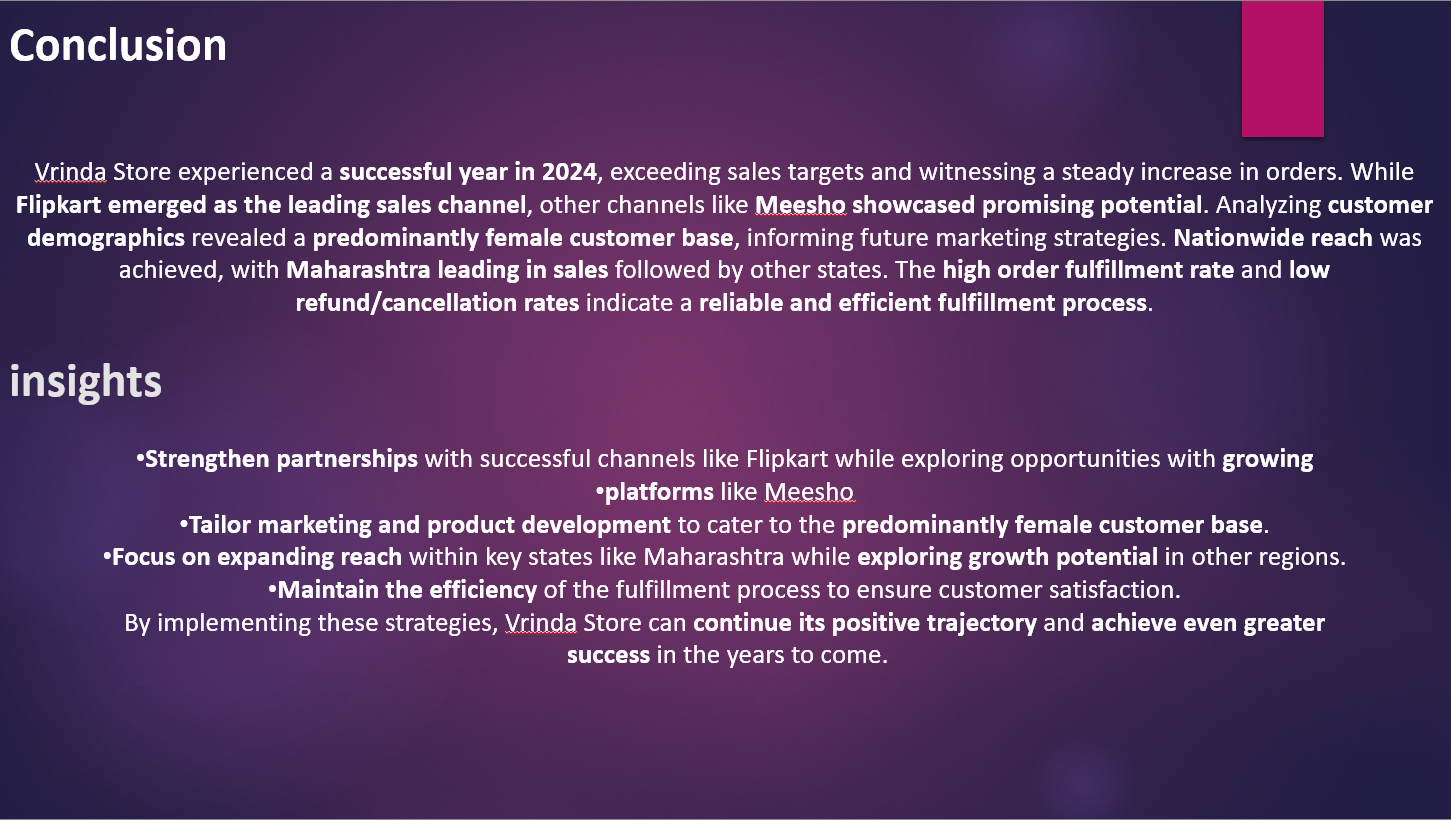 Conclusion
Vrinda Store experienced a successful year in 2024, exceeding sales targets and witnessing a steady increase in orders. While
Flipkart emerged as the leading sales channel, other channels like Meesho showcased promising potential. Analyzing customer
demographics revealed a predominantly female customer base, informing future marketing strategies. Nationwide reach was
achieved, with Maharashtra leading in sales followed by other states. The high order fulfillment rate and low
refund/cancellation rates indicate a reliable and efficient fulfillment process.
insights
•Strengthen partnerships with successful channels like Flipkart while exploring opportunities with growing
•platforms like Meesho
•Tailor marketing and product development to cater to the predominantly female customer base.
•Focus on expanding reach within key states like Maharashtra while exploring growth potential in other regions.
•Maintain the efficiency of the fulfillment process to ensure customer satisfaction.
By implementing these strategies, Vrinda Store can continue its positive trajectory and achieve even greater
success in the years to come.